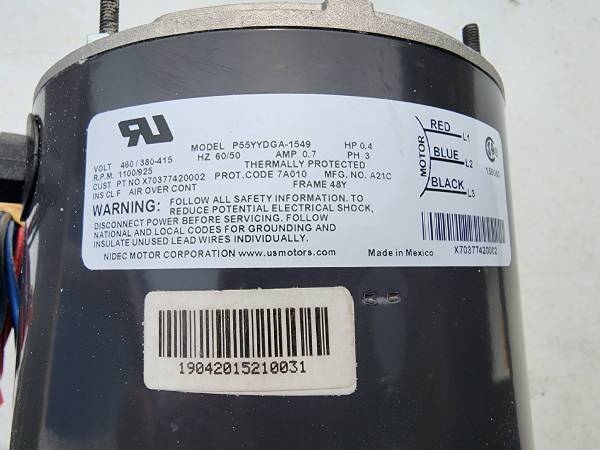 MODEL P55YYDGA-1549 HP 0.4
VOLT 460 / 380-415 HZ 60/50 AMP 0.7 PH 3
R.P.M. 1100/925 THERMALLY PROTECTED
CUST PT NO X70377420002 PROT.CODE 7A010 MFG. NO. A21C
INS CL F AIR OVER CONT FRAME 48Y
WARNING: FOLLOW ALL SAFETY INFORMATION. TO
REDUCE POTENTIAL ELECTRICAL SHOCK,
DISCONNECT POWER BEFORE SERVICING. FOLLOW
NATIONAL AND LOCAL CODES FOR GROUNDING AND
INSULATE UNUSED LEAD WIRES INDIVIDUALLY.
NIDEC MOTOR CORPORATION www.usmotors.com Made in Mexico
MOTOR
RED L1
BLUE L2
BLACK L3
X70377420002
19042015210031